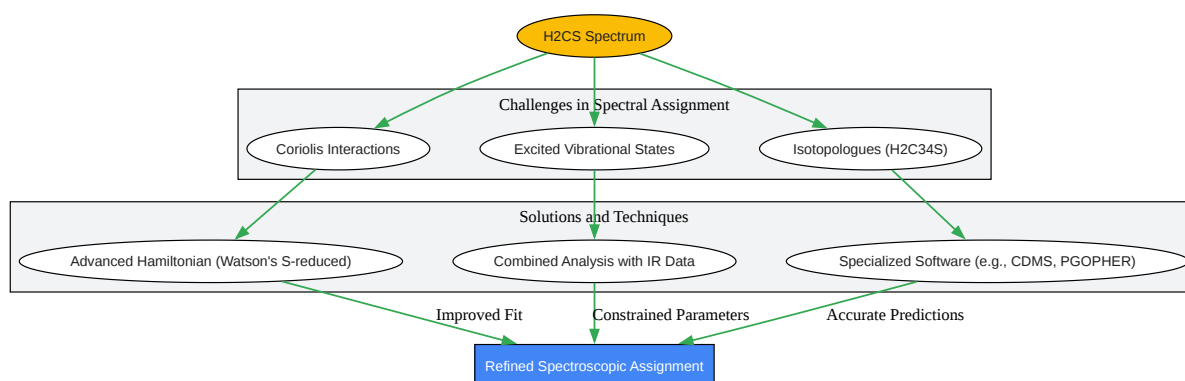 H2CS Spectrum
Challenges in Spectral Assignment
Coriolis Interactions
Excited Vibrational States
Isotopologues (H2C34S)
Solutions and Techniques
Advanced Hamiltonian (Watson's S-reduced)
Combined Analysis with IR Data
Specialized Software (e.g., CDMS, PGOPHER)
Improved Fit
Constrained Parameters
Accurate Predictions
Refined Spectroscopic Assignment